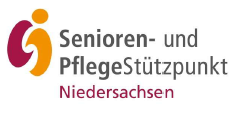 Senioren- und
PflegeStützpunkt
Niedersachsen